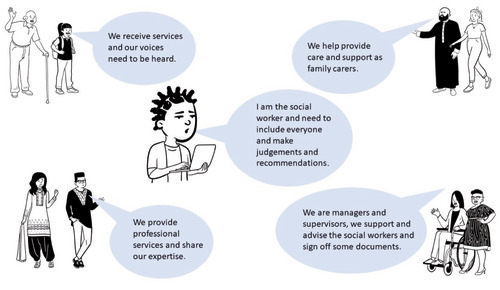 We receive services
and our voices
need to be heard.
We help provide
care and support as
family carers.
I am the social
worker and need to
include everyone
and make
judgements and
recommendations.
We provide
professional
services and share
our expertise.
We are managers and
supervisors, we support and
advise the social workers and
sign off some documents.